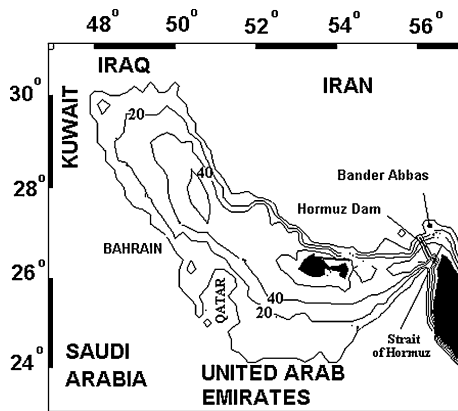 48° 50° 52° 54° 56°
IRAQ
IRAN
30°
KUWAIT
20
40
28°
Bander Abbas
Hormuz Dam
BAHRAIN
26°
QATAR
40
20
24°
Strait
of Hormuz
SAUDI
ARABIA
UNITED ARAB
EMIRATES